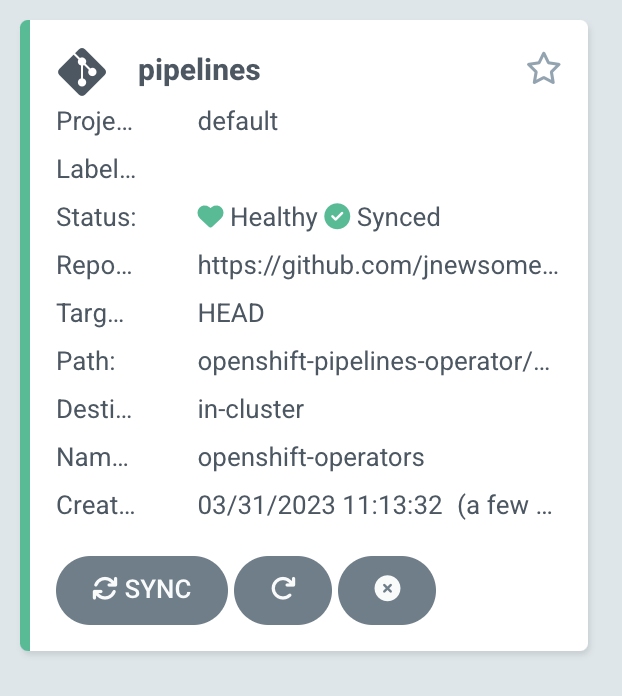 pipelines
Proje... default
Label...
Status: Healthy Synced
Repo... https://github.com/jnewsome...
Targ... HEAD
Path: openshift-pipelines-operator/...
Desti... in-cluster
Nam... openshift-operators
Creat... 03/31/2023 11:13:32 (a few ...
SYNC